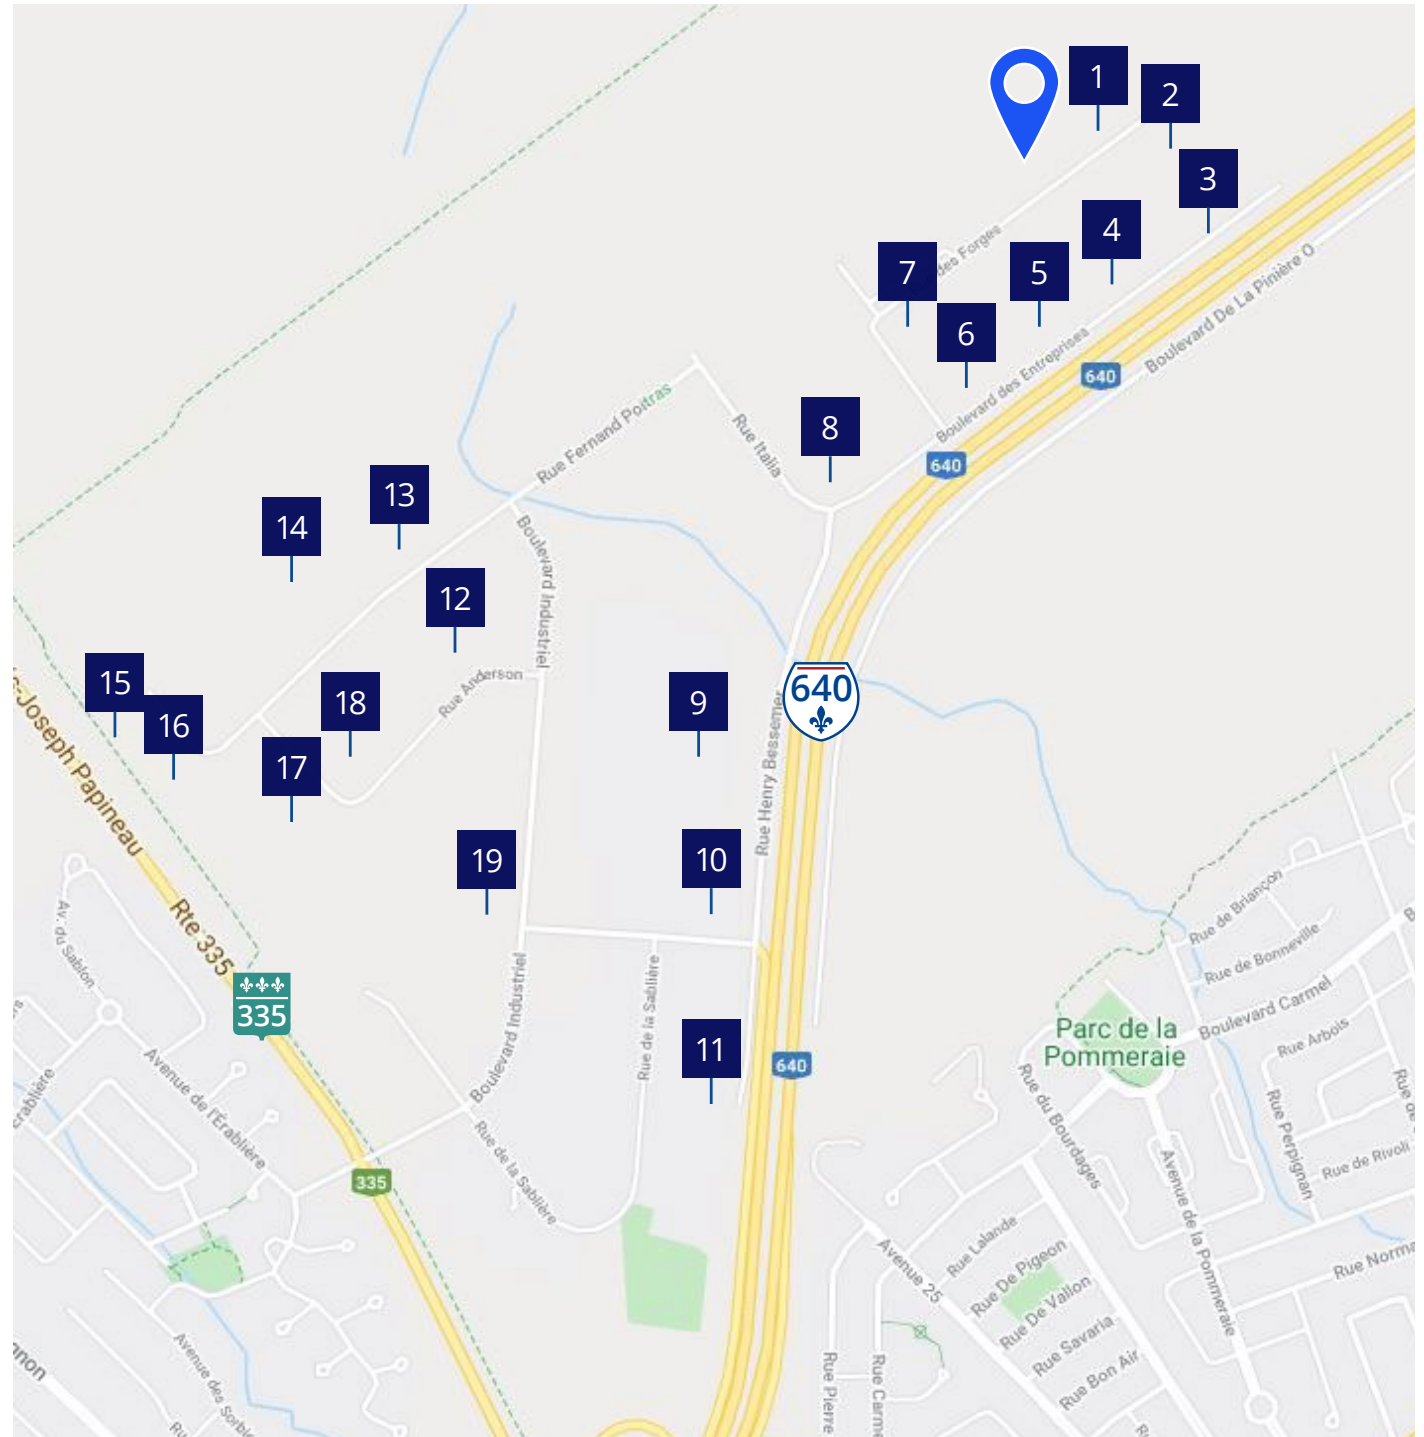 1
2
3
4
des Forges
7
5
6
Boulevard De La Pinière O
Boulevard des Entreprises
640
Rue Fernand Poitras
Rue Italia
8
640
13
14
Boulevard Industriel
12
Rue Anderson
15
16
18
17
9
640
Rue Henry Bessemer
-Joseph Papineau
19
10
Rte 335
Av. du Sablon
335
Rue de Briançon
Rue de Bonneville
Boulevard Carmel
Rue Arbois
Parc de la
Pommeraie
Boulevard Industriel
Rue de la Sablière
11
640
Avenue de l'Érablière
Rue du Bourdages
Rue Perpignan
Rue de Rivoli
Rue de la Sablière
335
Avenue de la Pommeraie
Avenue 25
Rue Lalande
Rue De Pigeon
Rue De Vallon
Rue Savaria
Rue Bon Air
Rue Norma
Rue Pierre
Rue Carme
Avenue des Sorbie